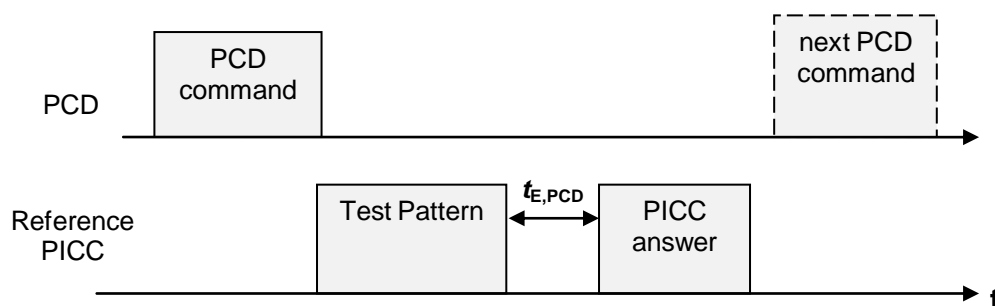 PCD
command
next PCD
command
PCD
Test Pattern
tE,PCD
PICC
answer
Reference
PICC
t